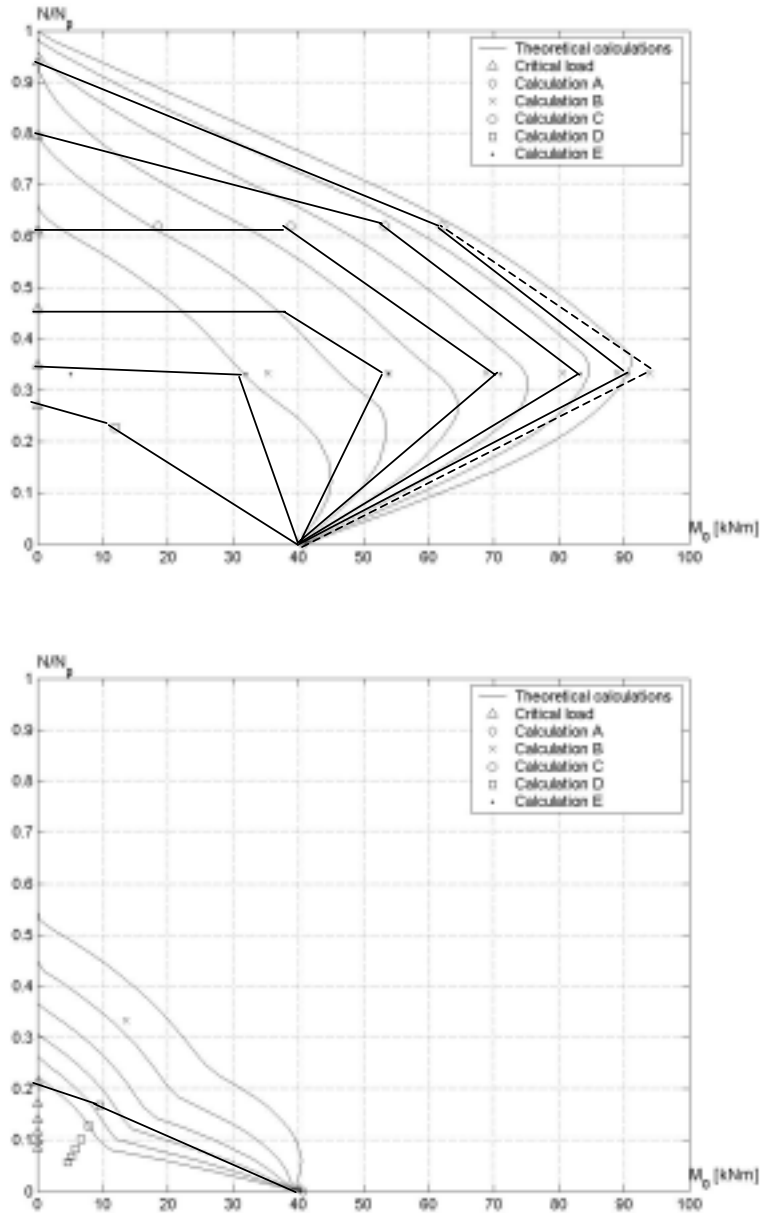 N/Np
1
Theoretical calculations
Critical load
Calculation A
Calculation B
Calculation C
Calculation D
Calculation E
0.9
0.8
0.7
0.6
0.5
0.4
0.3
0.2
0.1
0
0 10 20 30 40 50 60 70 80 90 100
M0 [kNm]
N/Np
1
Theoretical calculations
Critical load
Calculation A
Calculation B
Calculation C
Calculation D
Calculation E
0.9
0.8
0.7
0.6
0.5
0.4
0.3
0.2
0.1
0
0 10 20 30 40 50 60 70 80 90 100
M0 [kNm]